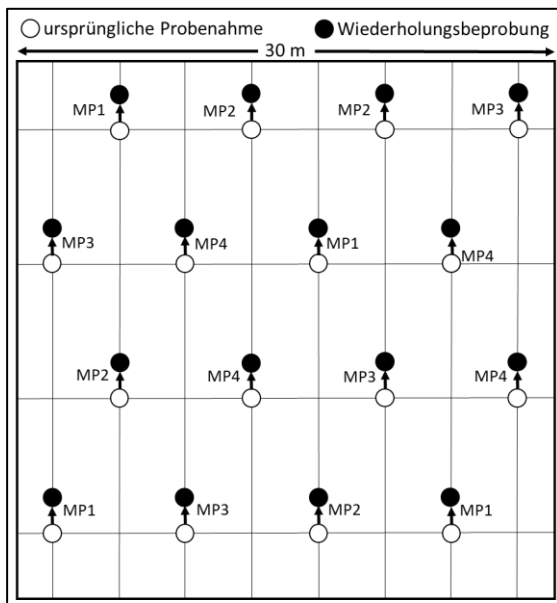 ursprüngliche Probenahme Wiederholungsbeprobung
30 m
MP1 MP2 MP2 MP3
MP3 MP4 MP1 MP4
MP2 MP4 MP3 MP4
MP1 MP3 MP2 MP1